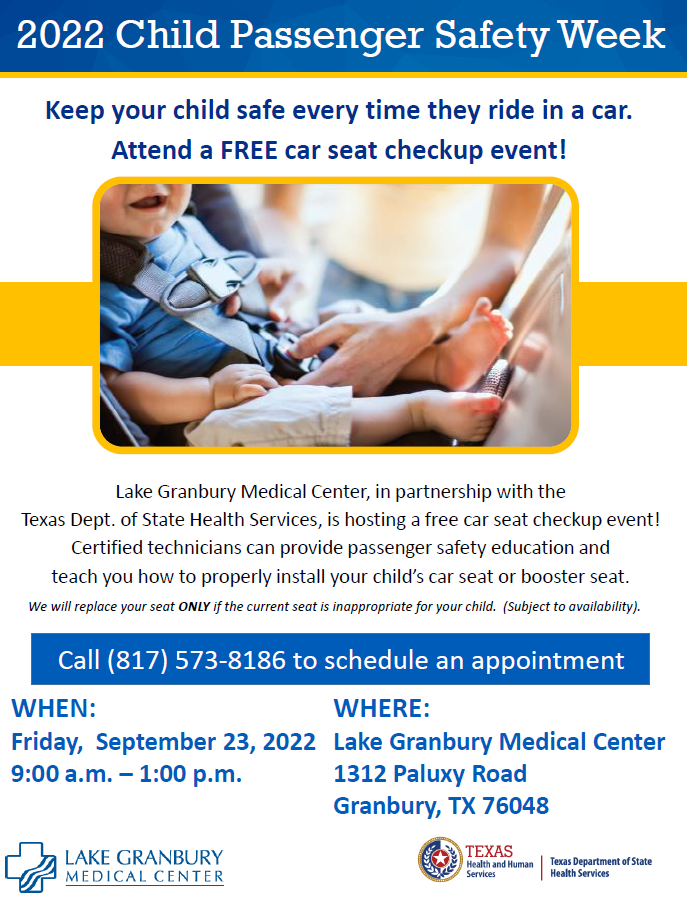 2022 Child Passenger Safety Week
Keep your child safe every time they ride in a car.
Attend a FREE car seat checkup event!
Lake Granbury Medical Center, in partnership with the
Texas Dept. of State Health Services, is hosting a free car seat checkup event!
Certified technicians can provide passenger safety education and
teach you how to properly install your child's car seat or booster seat.
We will replace your seat ONLY if the current seat is inappropriate for your child. (Subject to availability).
Call (817) 573-8186 to schedule an appointment
WHEN:
Friday, September 23, 2022
9:00 a.m. – 1:00 p.m.
WHERE:
Lake Granbury Medical Center
1312 Paluxy Road
Granbury, TX 76048
LAKE GRANBURY
MEDICAL CENTER
TEXAS
Health and Human
Services
Texas Department of State
Health Services